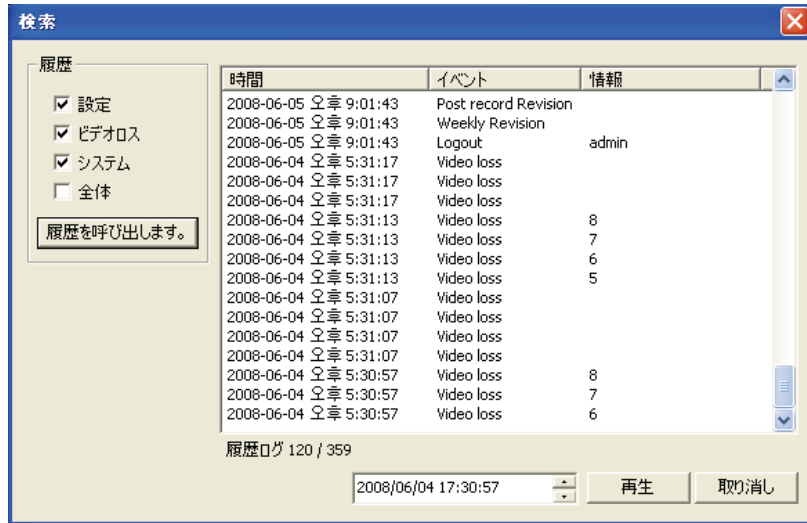 検索
履歴
設定
ビデオロス
システム
全体
履歴を呼び出します。
時間 イベント 情報
2008-06-05 오후 9:01:43 Post record Revision
2008-06-05 오후 9:01:43 Weekly Revision
2008-06-05 오후 9:01:43 Logout admin
2008-06-04 오후 5:31:17 Video loss
2008-06-04 오후 5:31:17 Video loss
2008-06-04 오후 5:31:17 Video loss
2008-06-04 오후 5:31:13 Video loss 8
2008-06-04 오후 5:31:13 Video loss 7
2008-06-04 오후 5:31:13 Video loss 6
2008-06-04 오후 5:31:13 Video loss 5
2008-06-04 오후 5:31:07 Video loss
2008-06-04 오후 5:31:07 Video loss
2008-06-04 오후 5:31:07 Video loss
2008-06-04 오후 5:31:07 Video loss
2008-06-04 오후 5:30:57 Video loss 8
2008-06-04 오후 5:30:57 Video loss 7
2008-06-04 오후 5:30:57 Video loss 6
履歴ログ 120 / 359
2008/06/04 17:30:57
再生
取り消し